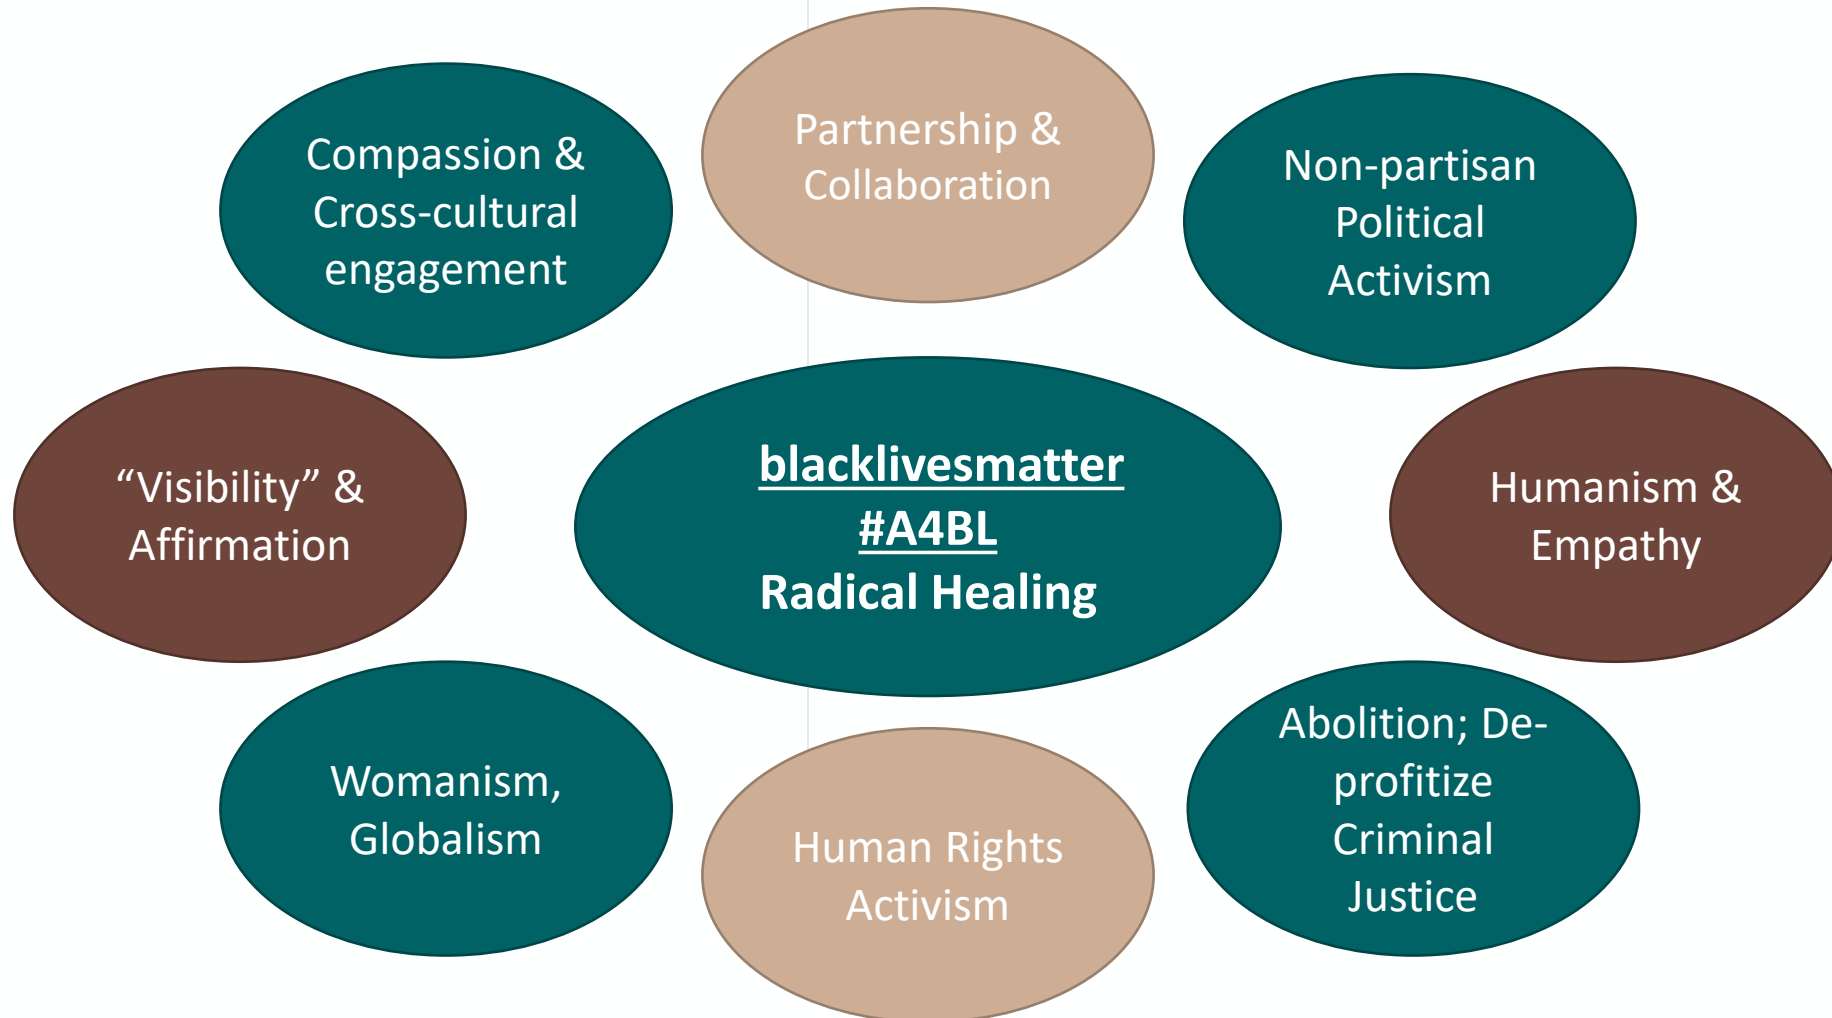 Partnership &
Collaboration
Compassion &
Cross-cultural
engagement
Non-partisan
Political
Activism
“Visibility” &
Affirmation
blacklivesmatter
#A4BL
Radical Healing
Humanism &
Empathy
Womanism,
Globalism
Human Rights
Activism
Abolition; De-
profitize
Criminal
Justice